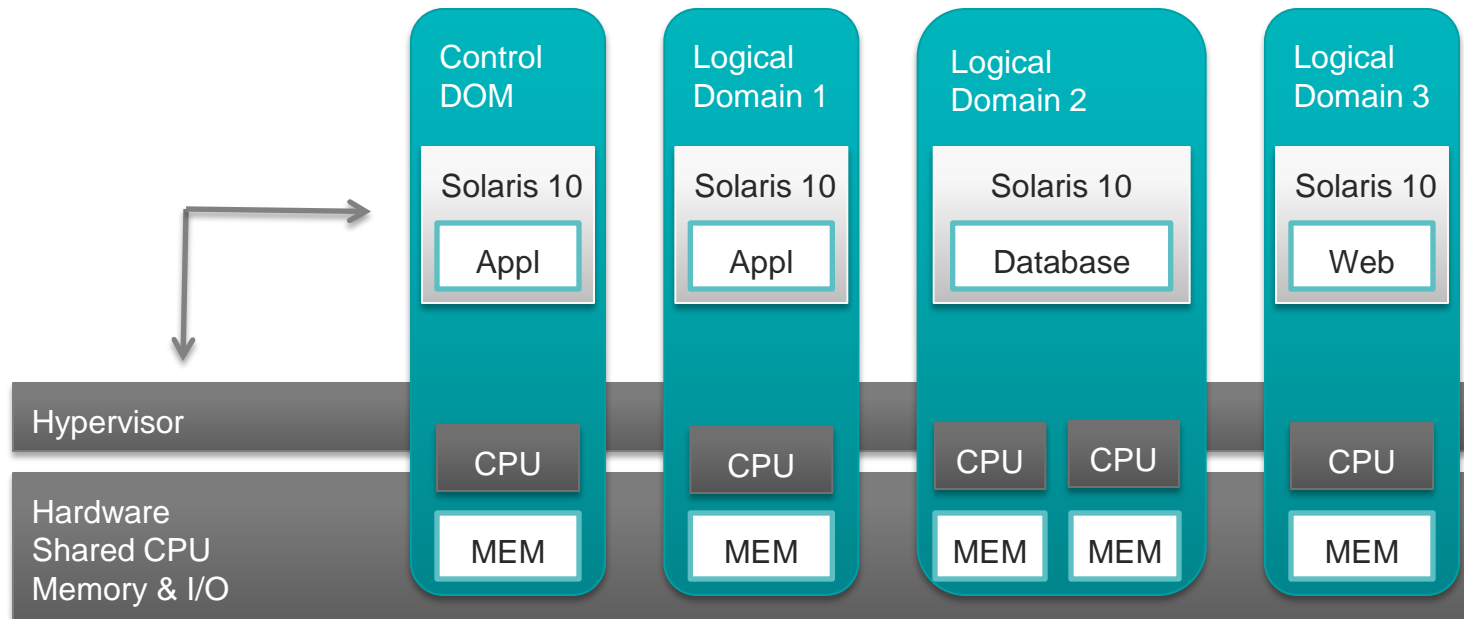 Control
DOM
Solaris 10
Appl
CPU
MEM
Logical
Domain 1
Solaris 10
Appl
CPU
MEM
Logical
Domain 2
Solaris 10
Database
CPU CPU
MEM MEM
Logical
Domain 3
Solaris 10
Web
CPU
MEM
Hypervisor
Hardware
Shared CPU
Memory & I/O